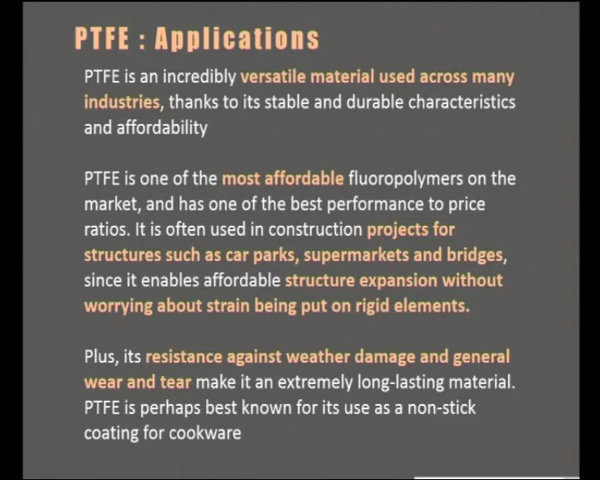 PTFE : Applications
PTFE is an incredibly versatile material used across many
industries, thanks to its stable and durable characteristics
and affordability
PTFE is one of the most affordable fluoropolymers on the
market, and has one of the best performance to price
ratios. It is often used in construction projects for
structures such as car parks, supermarkets and bridges,
since it enables affordable structure expansion without
worrying about strain being put on rigid elements.
Plus, its resistance against weather damage and general
wear and tear make it an extremely long-lasting material.
PTFE is perhaps best known for its use as a non-stick
coating for cookware